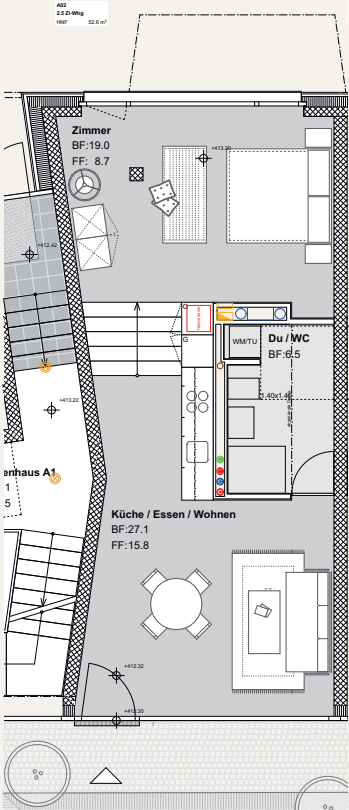 A02
2.5 Zi-Whg
HNF 52.6 m²
Zimmer
BF:19.0
FF: 8.7
+413.20
+412.42
G
G
WM/TU
Du / WC
BF:6.5
1.40x1.40
+413.22
enhaus A1
1
5
Küche / Essen / Wohnen
BF:27.1
FF:15.8
+412.32
+412.30